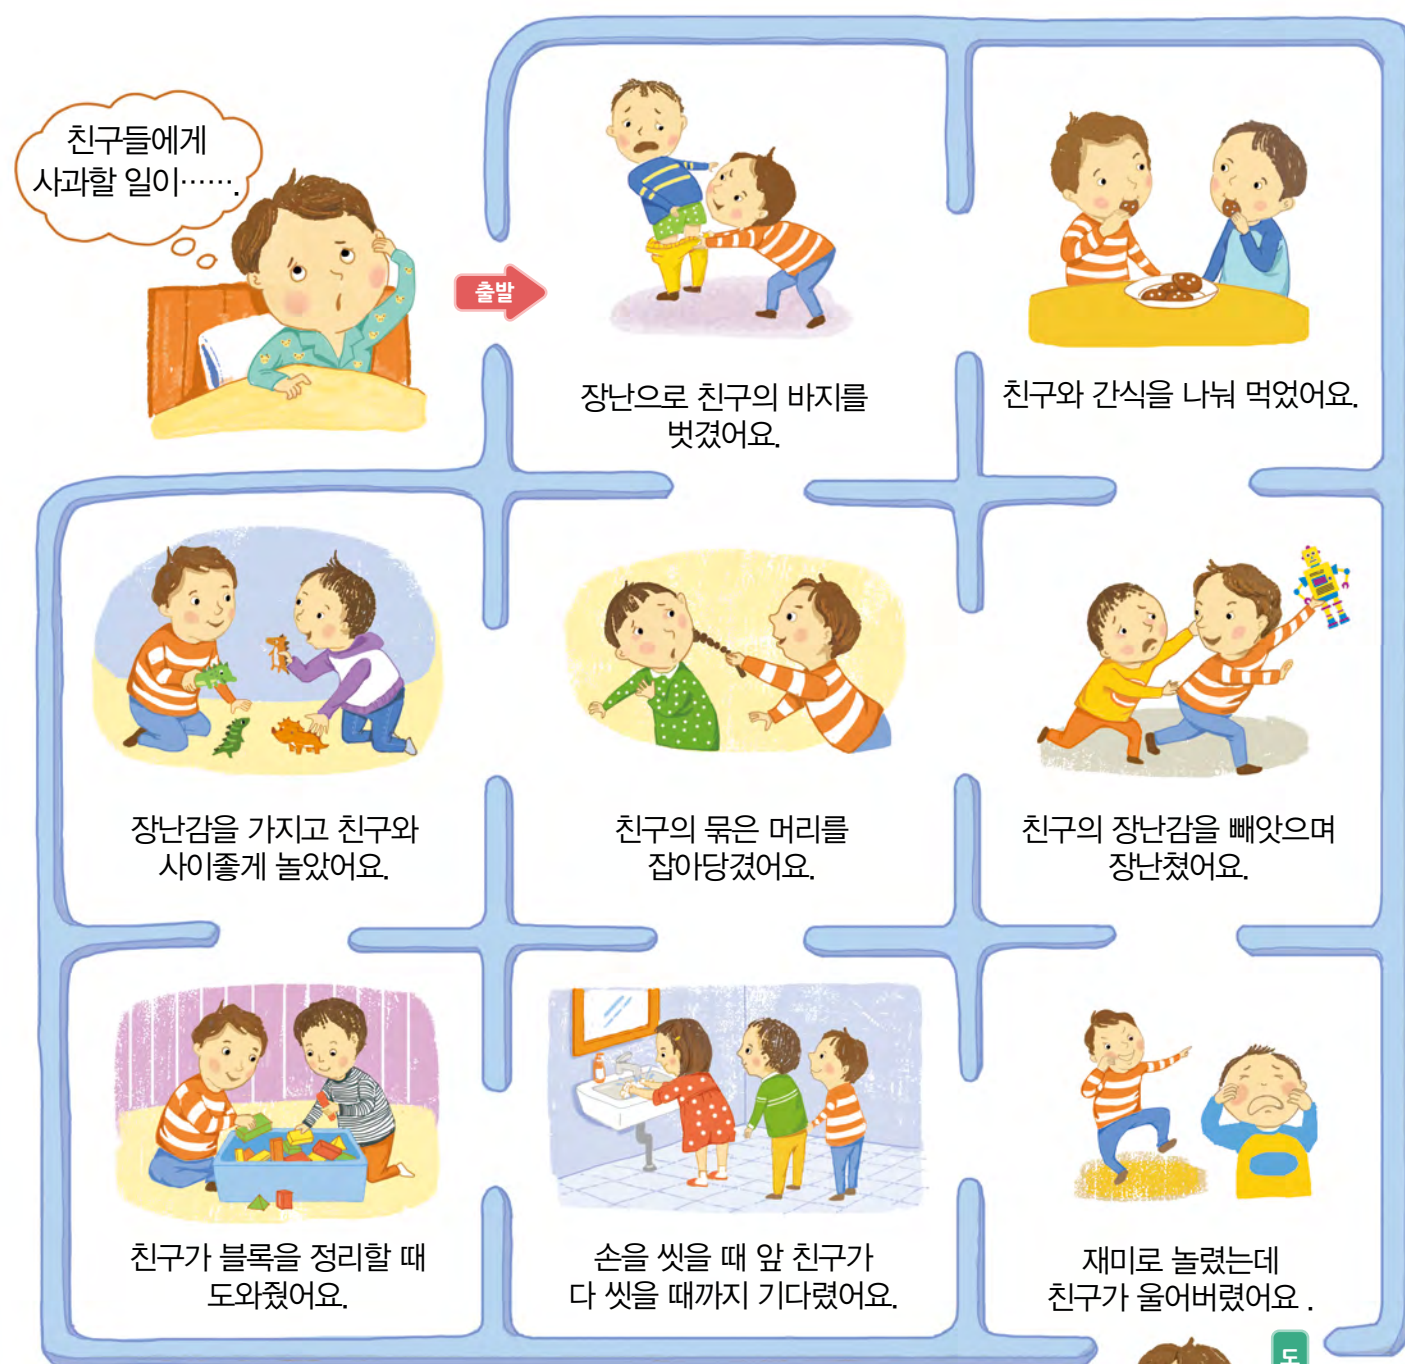 친구들에게
사과할 일이……．
출발
장난으로 친구의 바지를
벗겼어요.
친구와 간식을 나눠 먹었어요.
장난감을 가지고 친구와
사이좋게 놀았어요.
친구의 묶은 머리를
잡아당겼어요.
친구의 장난감을 빼앗으며
장난쳤어요.
친구가 블록을 정리할 때
도와줬어요.
손을 씻을 때 앞 친구가
다 씻을 때까지 기다렸어요.
재미로 놀렸는데
친구가 울어버렸어요 .